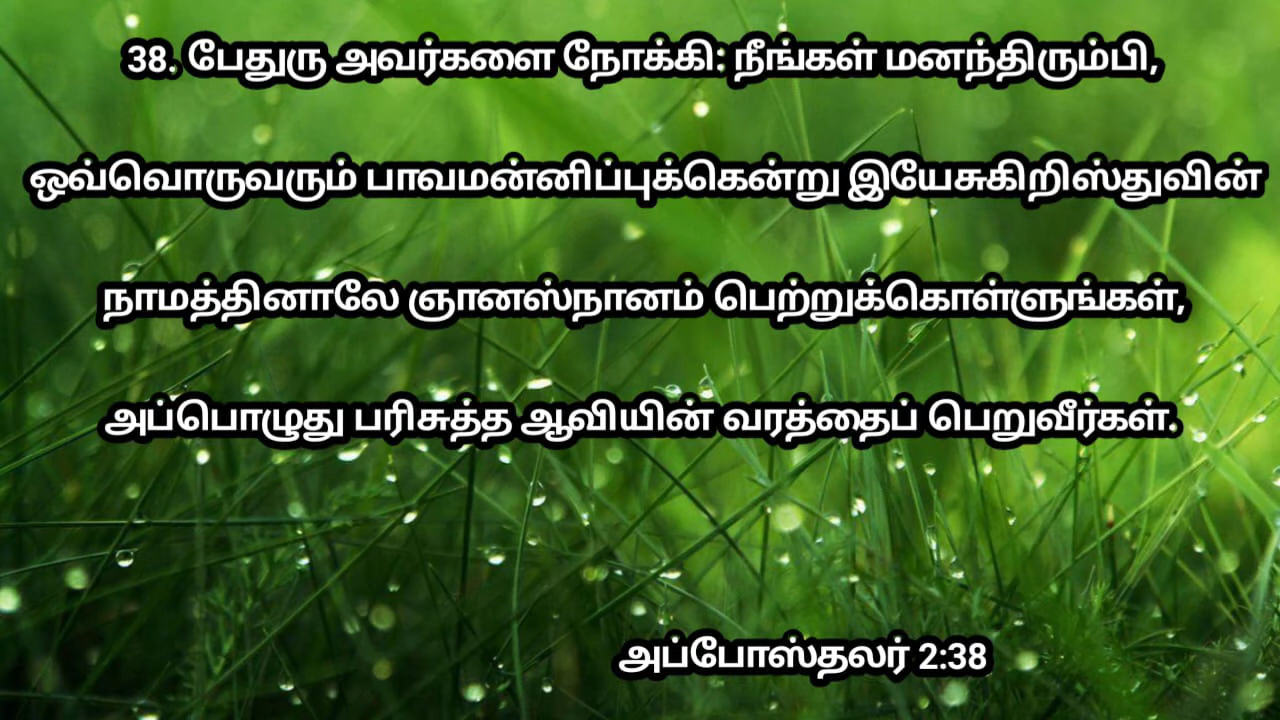 38. பேதுரு அவர்களை நோக்கி: நீங்கள் மனந்திரும்பி,
ஒவ்வொருவரும் பாவமன்னிப்புக்கென்று இயேசுகிறிஸ்துவின்
நாமத்தினாலே ஞானஸ்நானம் பெற்றுக்கொள்ளுங்கள்,
அப்பொழுது பரிசுத்த ஆவியின் வரத்தைப் பெறுவீர்கள்.
அப்போஸ்தலர் 2:38